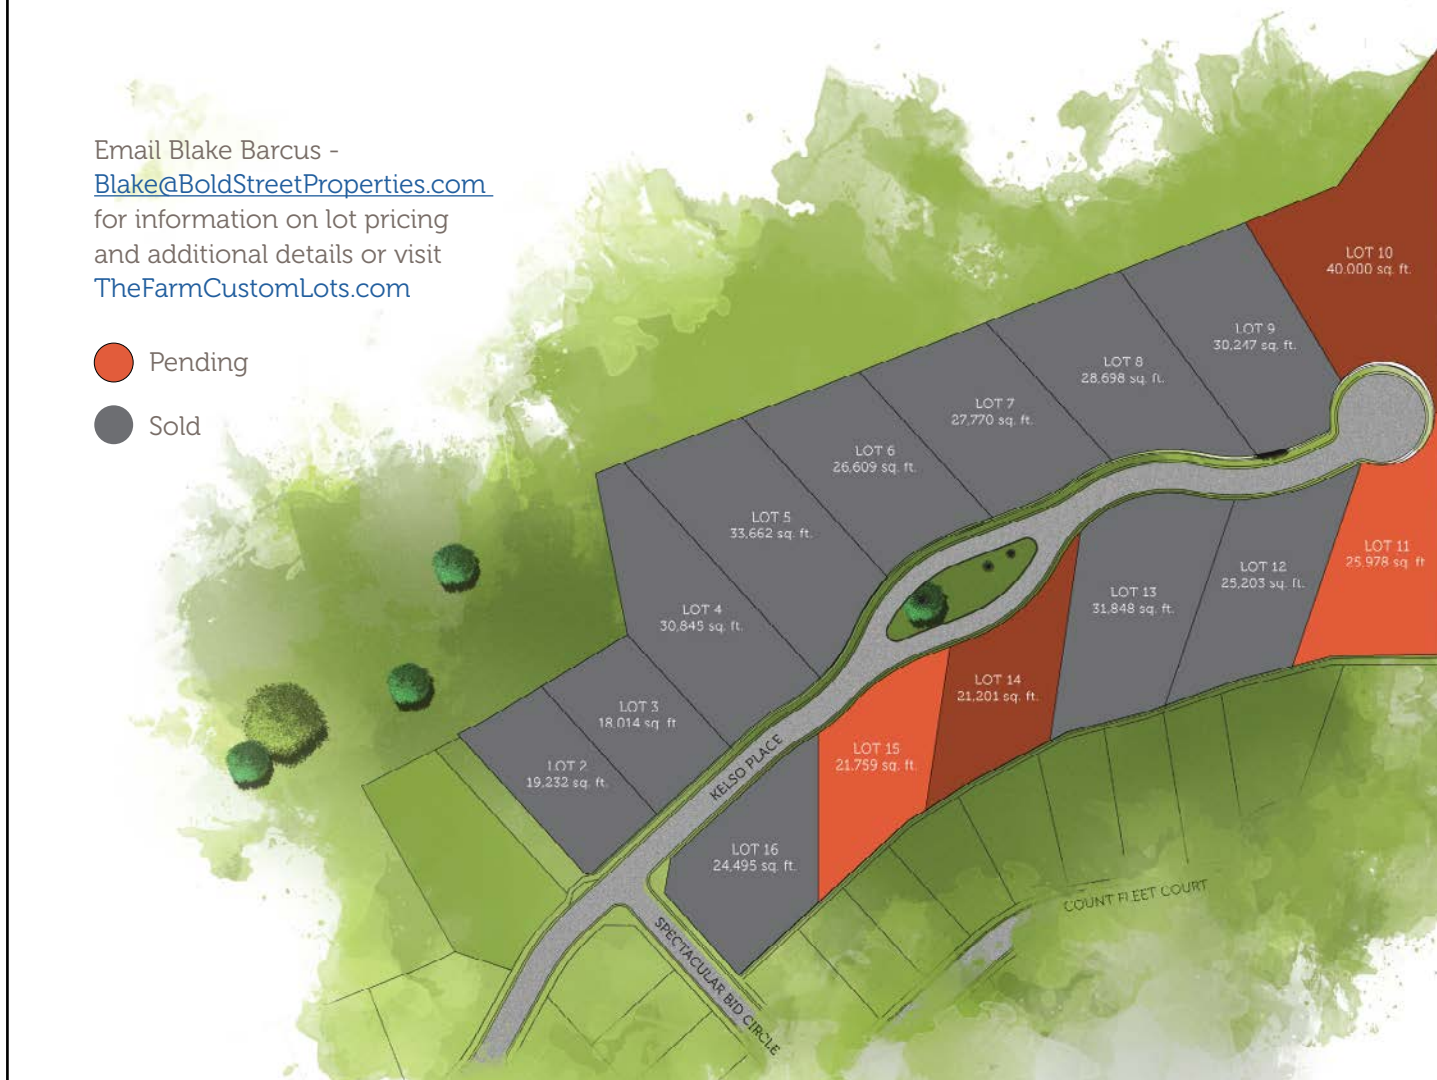 Email Blake Barcus -
Blake@BoldStreetProperties.com
for information on lot pricing
and additional details or visit
TheFarmCustomLots.com
Pending
Sold
LOT 10
40.000 sq. ft.
LOT 9
30,247 sq. ft.
LOT 8
28,698 sq. ft.
LOT 7
27,770 sq. ft.
LOT 6
26,609 sq. ft.
LOT 5
33,662 sq. ft.
LOT 4
30,845 sq. ft.
LOT 3
18,014 sq. ft
LOT 2
19,232 sq. ft.
LOT 11
25,978 sq. ft
LOT 12
25,203 sq. ft.
LOT 13
31,848 sq. ft.
LOT 14
21,201 sq. ft.
LOT 15
21,759 sq. ft.
LOT 16
24,495 sq. ft.
KELSO PLACE
SPECTACULAR BID CIRCLE
COUNT FLEET COURT